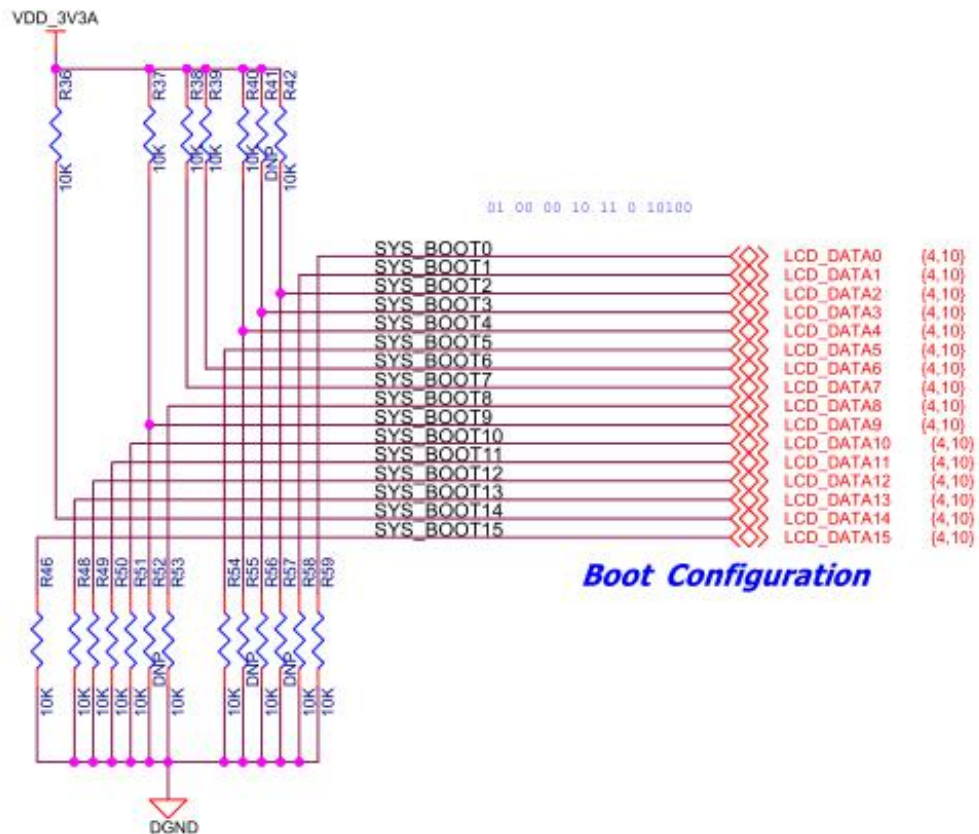 VDD_3V3A
R36
R37
R38
R39
R40
R41
R42
10K
10K
10K
10K
10K
DNP
10K
01 00 00 10 11 0 10100
SYS_BOOT0 LCD_DATA0 {4,10}
SYS_BOOT1 LCD_DATA1 {4,10}
SYS_BOOT2 LCD_DATA2 {4,10}
SYS_BOOT3 LCD_DATA3 {4,10}
SYS_BOOT4 LCD_DATA4 {4,10}
SYS_BOOT5 LCD_DATA5 {4,10}
SYS_BOOT6 LCD_DATA6 {4,10}
SYS_BOOT7 LCD_DATA7 {4,10}
SYS_BOOT8 LCD_DATA8 {4,10}
SYS_BOOT9 LCD_DATA9 {4,10}
SYS_BOOT10 LCD_DATA10 {4,10}
SYS_BOOT11 LCD_DATA11 {4,10}
SYS_BOOT12 LCD_DATA12 {4,10}
SYS_BOOT13 LCD_DATA13 {4,10}
SYS_BOOT14 LCD_DATA14 {4,10}
SYS_BOOT15 LCD_DATA15 {4,10}
Boot Configuration
R46
R48
R49
R50
R51
R52
R53
R54
R55
R56
R57
R58
R59
10K
10K
10K
10K
10K
DNP
10K
10K
DNP
10K
DNP
10K
10K
DGND